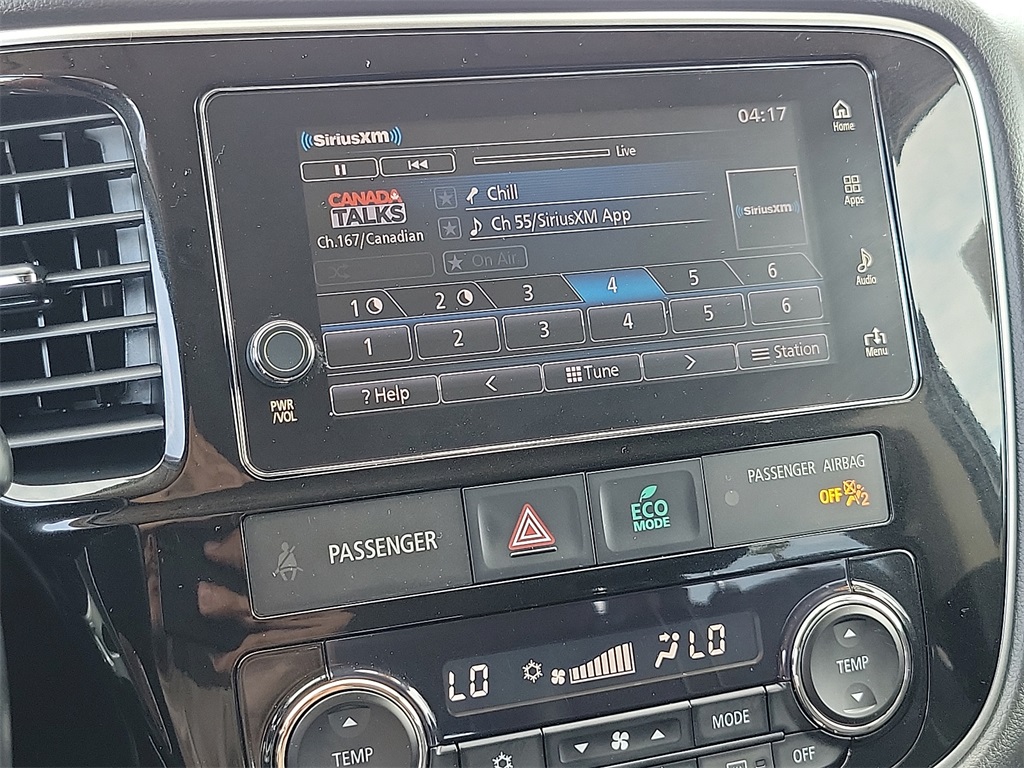 SiriusXM
04:17
Home
Live
CANADA
TALKS
Chill
Ch 55/SiriusXM App
SiriusXM
Apps
Ch.167/Canadian
On Air
Audio
1 2 3 4 5 6
1 2 3 4 5 6
Menu
? Help < Tune > Station
PWR
/VOL
PASSENGER
ECO
MODE
PASSENGER AIRBAG
OFF 2
LO LO
TEMP
TEMP
MODE
OFF